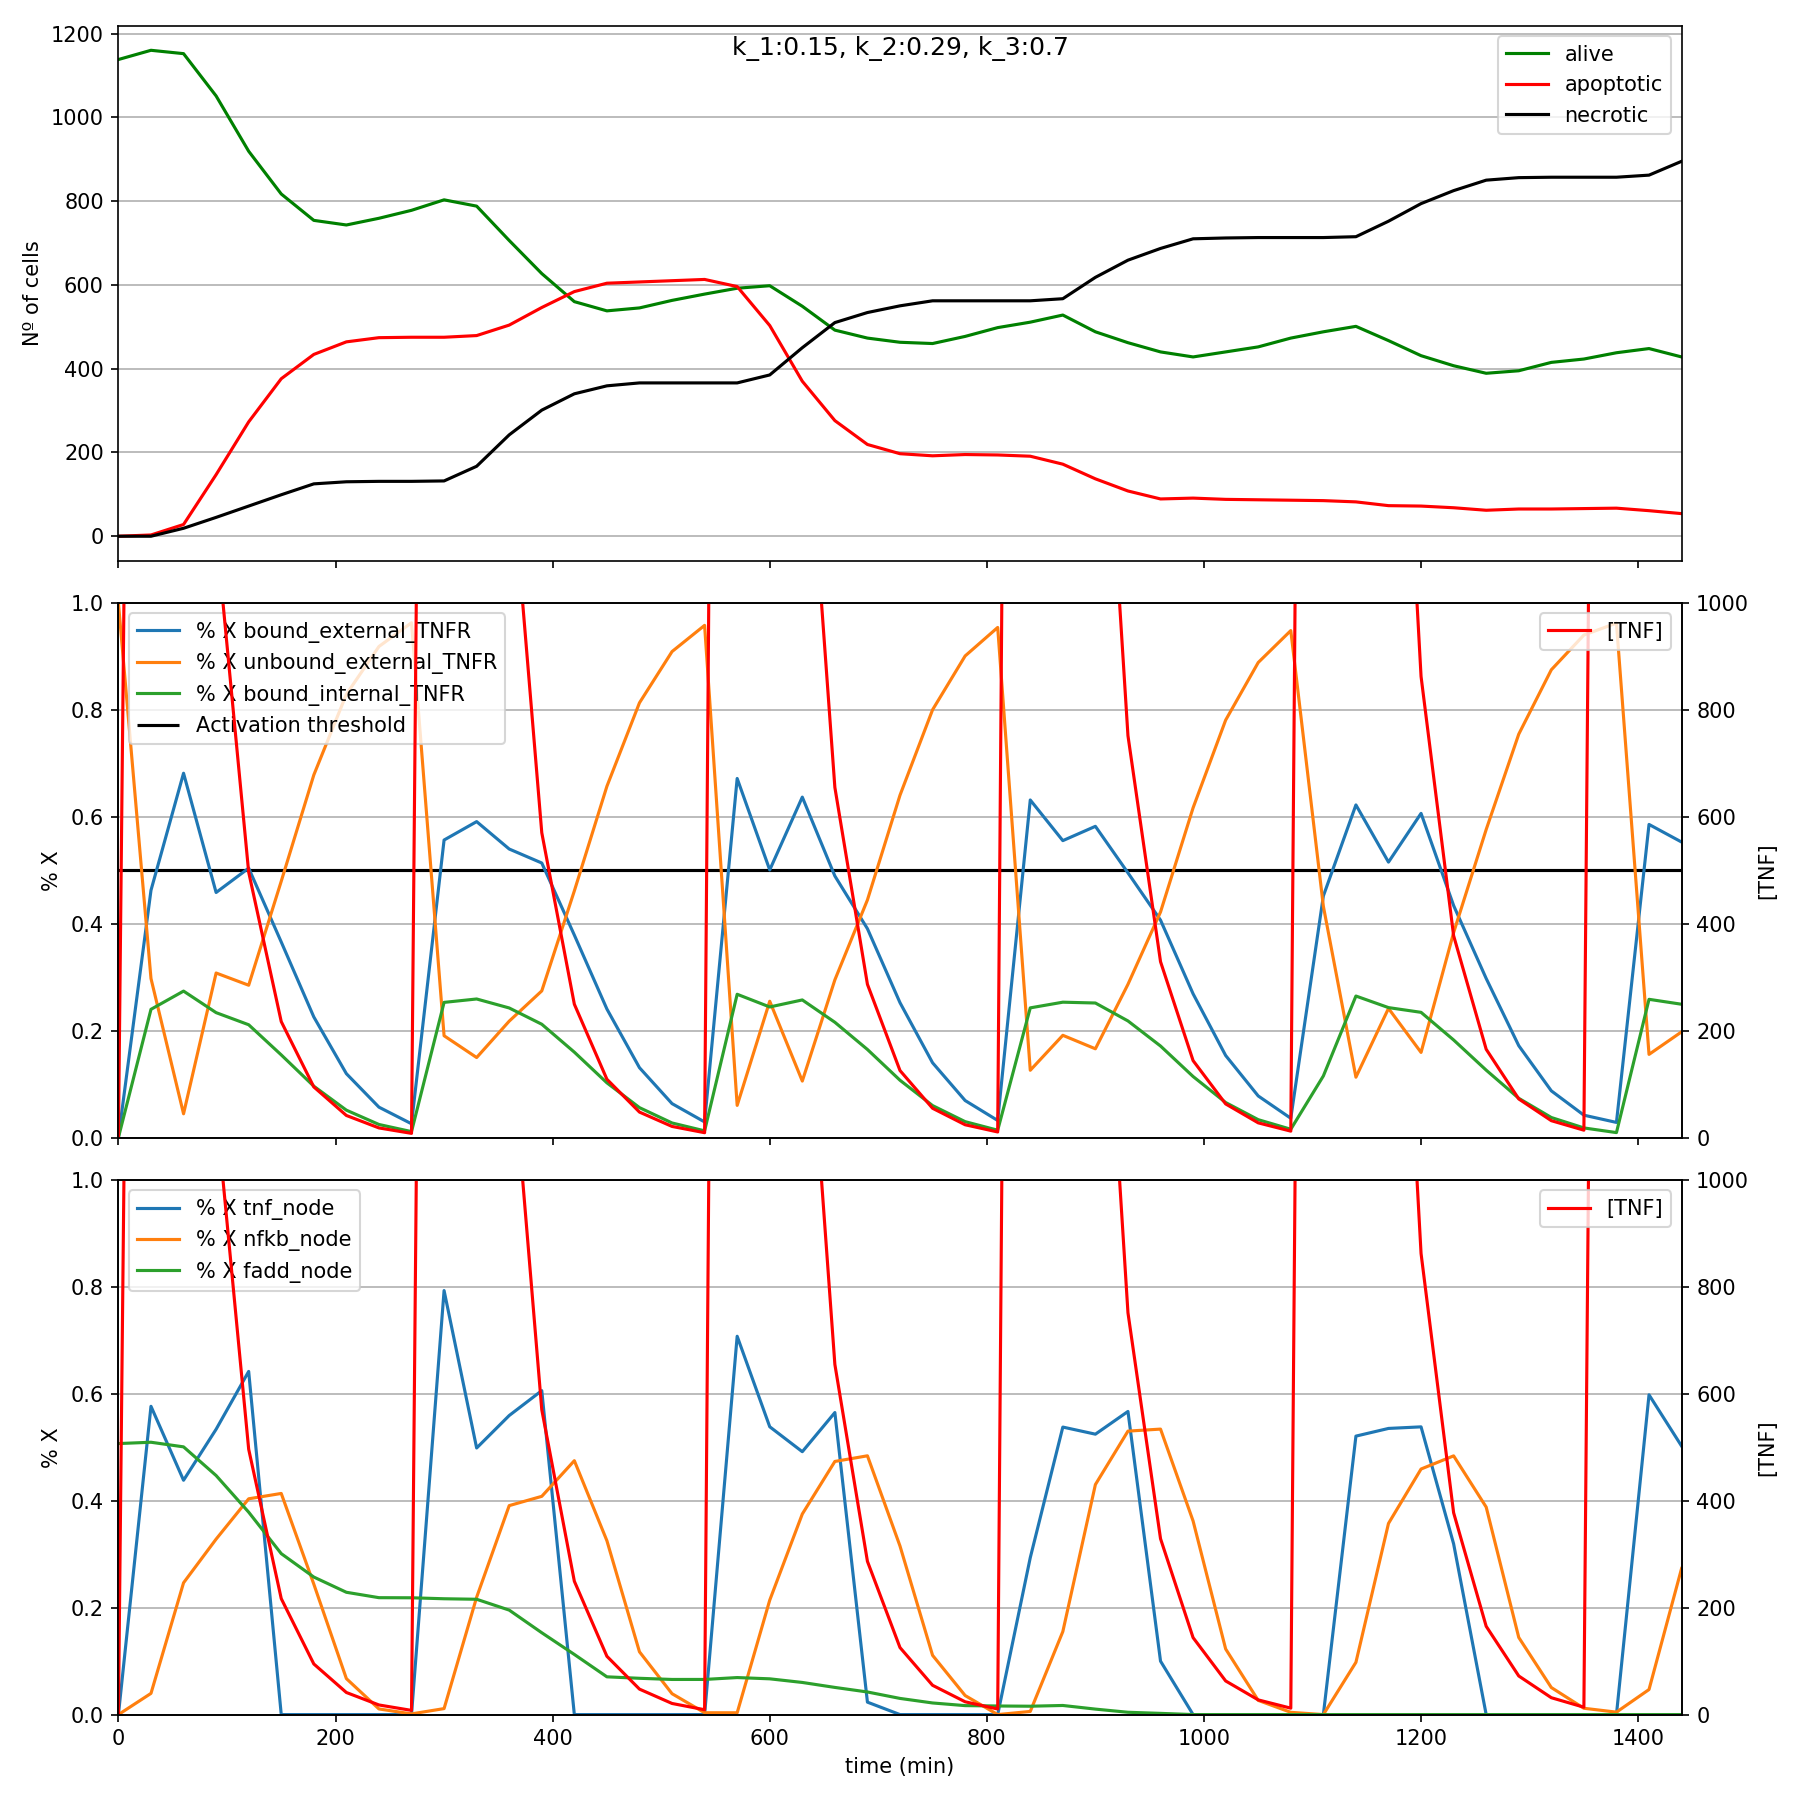 k_1:0.15, k_2:0.29, k_3:0.7
1200
1000
800
600
400
200
0
Nº of cells
alive
apoptotic
necrotic
1.0
0.8
0.6
0.4
0.2
0.0
% X
% X bound_external_TNFR
% X unbound_external_TNFR
% X bound_internal_TNFR
Activation threshold
[TNF]
1000
800
600
400
200
0
[TNF]
1.0
0.8
0.6
0.4
0.2
0.0
% X
% X tnf_node
% X nfkb_node
% X fadd_node
[TNF]
1000
800
600
400
200
0
[TNF]
0 200 400 600 800 1000 1200 1400
time (min)